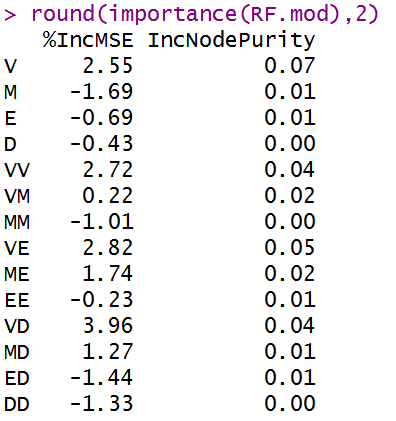 > round(importance(RF.mod),2)
   %IncMSE IncNodePurity
V     2.55          0.07
M    -1.69          0.01
E    -0.69          0.01
D    -0.43          0.00
VV    2.72          0.04
VM    0.22          0.02
MM   -1.01          0.00
VE    2.82          0.05
ME    1.74          0.02
EE   -0.23          0.01
VD    3.96          0.04
MD    1.27          0.01
ED   -1.44          0.01
DD   -1.33          0.00